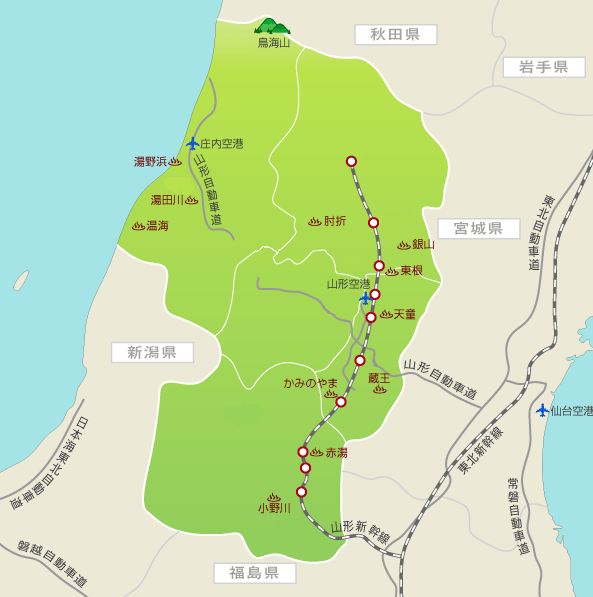 秋田県
鳥海山
岩手県
庄内空港
湯野浜
山形自動車道
湯田川
温海
肘折
宮城県
東北自動車道
銀山
東根
山形空港
天童
新潟県
山形自動車道
蔵王
かみのやま
仙台空港
日本海東北自動車道
赤湯
東北新幹線
小野川
常磐自動車道
山形新幹線
磐越自動車道
福島県